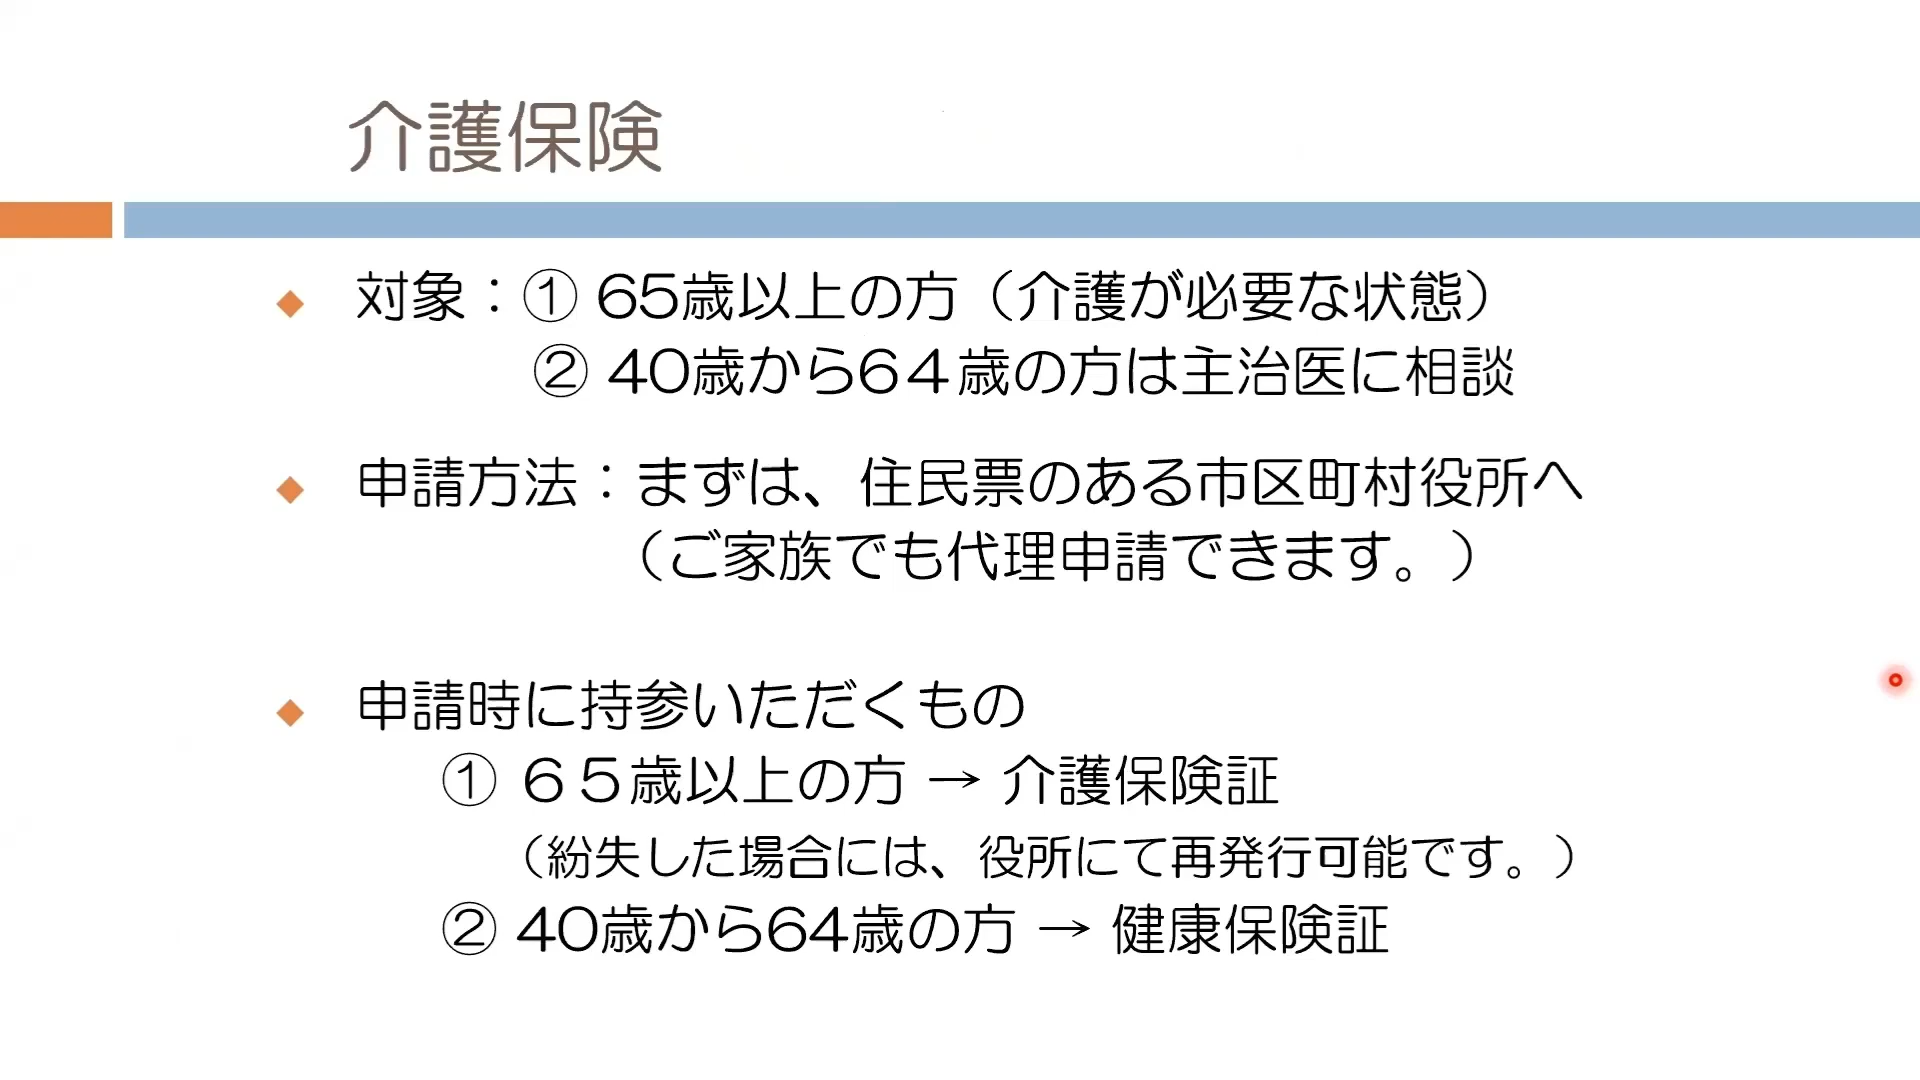 介護保険
対象：① 65歳以上の方（介護が必要な状態）
② 40歳から６４歳の方は主治医に相談
申請方法：まずは、住民票のある市区町村役所へ
（ご家族でも代理申請できます。）
申請時に持参いただくもの
① ６５歳以上の方 → 介護保険証
（紛失した場合には、役所にて再発行可能です。）
② 40歳から64歳の方 → 健康保険証